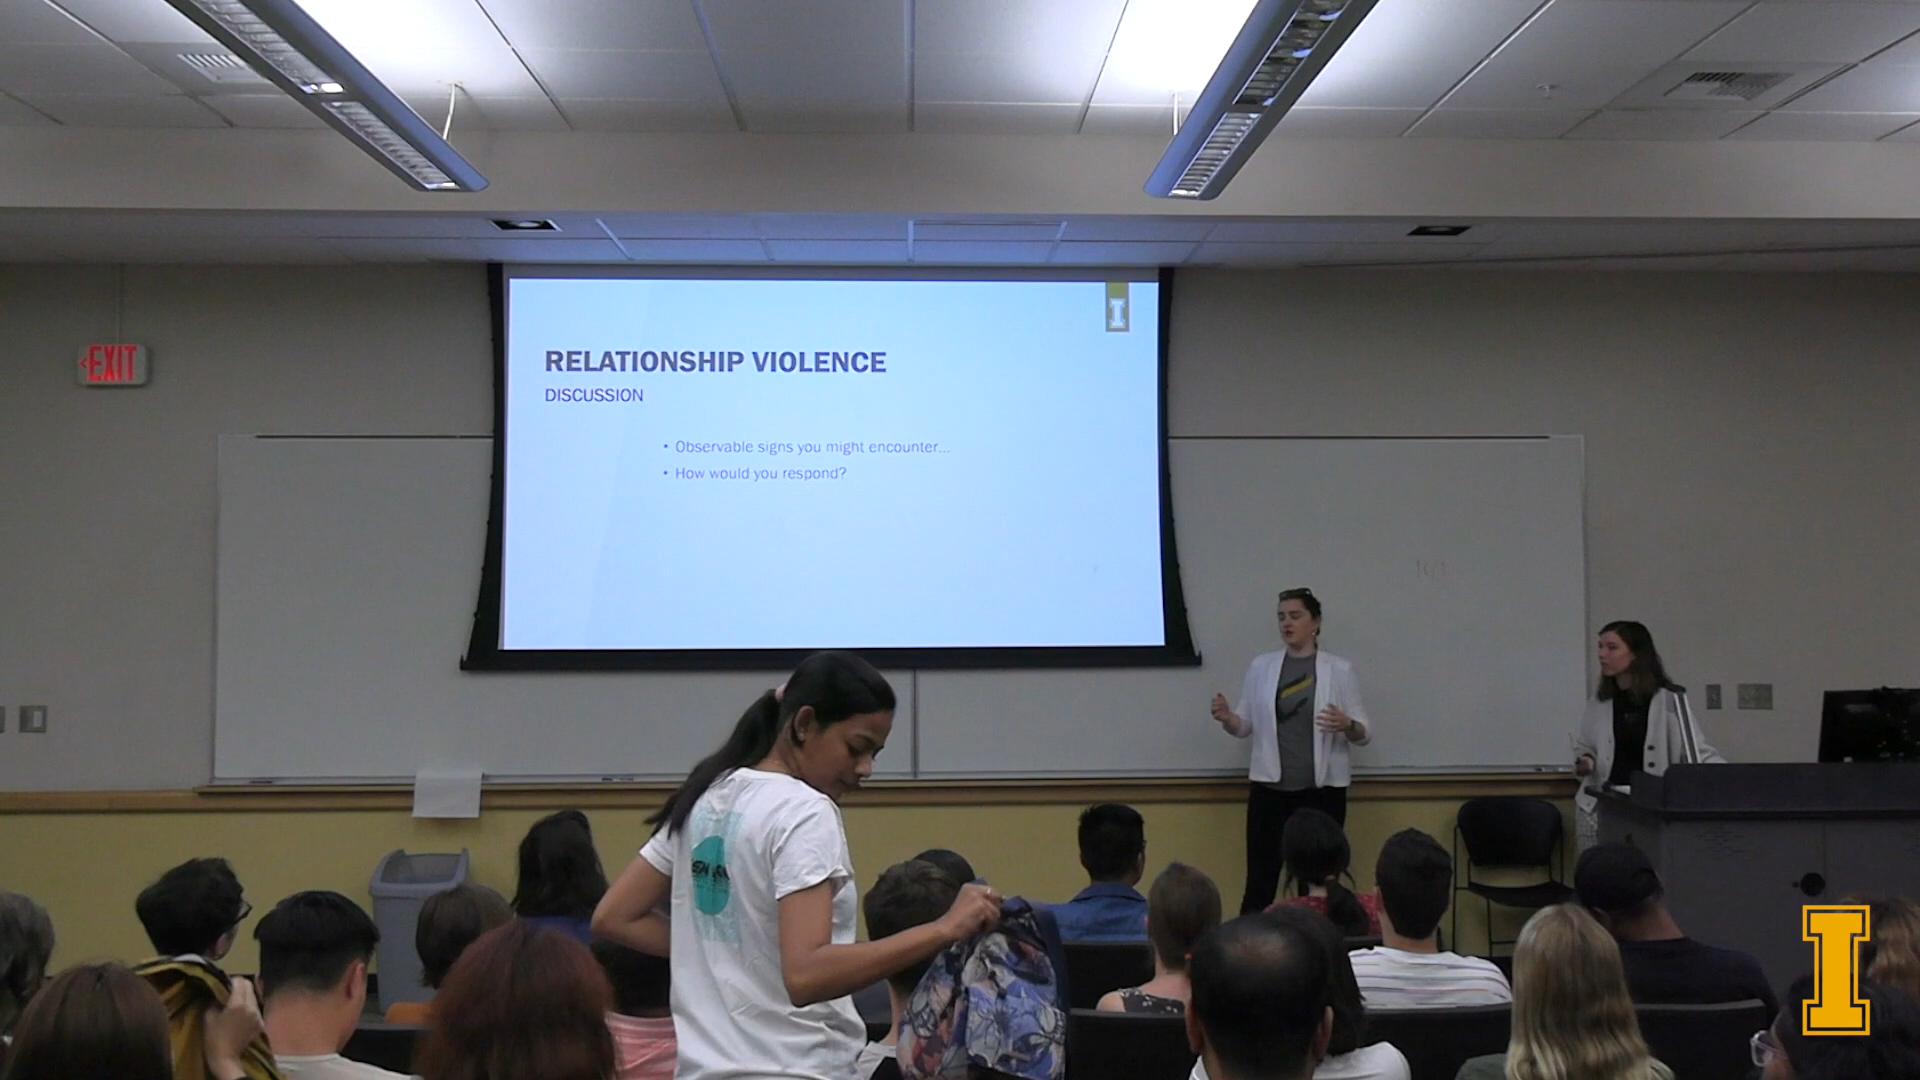 EXIT
I
RELATIONSHIP VIOLENCE
DISCUSSION
• Observable signs you might encounter...
• How would you respond?
I